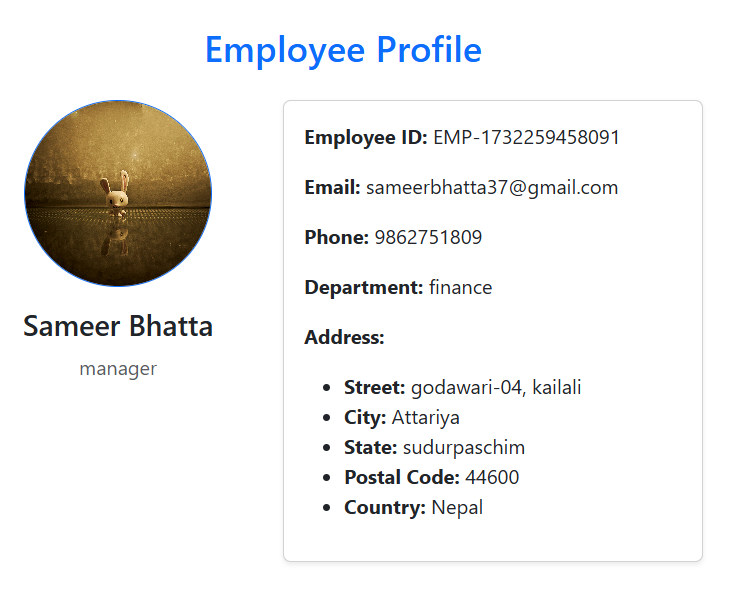 Employee Profile
Sameer Bhatta
manager
Employee ID: EMP-1732259458091
Email: sameerbhatta37@gmail.com
Phone: 9862751809
Department: finance
Address:
• Street: godawari-04, kailali
• City: Attariya
• State: sudurpaschim
• Postal Code: 44600
• Country: Nepal